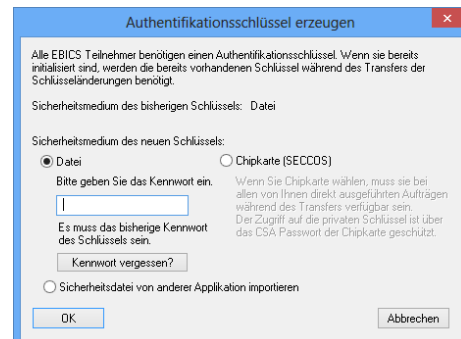 Authentifikationsschlüssel erzeugen
Alle EBICS Teilnehmer benötigen einen Authentifikationsschlüssel. Wenn sie bereits
initialisiert sind, werden die bereits vorhandenen Schlüssel während des Transfers der
Schlüsseländerungen benötigt.
Sicherheitsmedium des bisherigen Schlüssels: Datei
Sicherheitsmedium des neuen Schlüssels:
Datei
Bitte geben Sie das Kennwort ein.
Es muss das bisherige Kennwort
des Schlüssels sein.
Kennwort vergessen?
Chipkarte (SECCOS)
Wenn Sie Chipkarte wählen, muss sie bei
allen von Ihnen direkt ausgeführten Aufträgen
während des Transfers verfügbar sein.
Der Zugriff auf die privaten Schlüssel ist über
das CSA Passwort der Chipkarte geschützt.
Sicherheitsdatei von anderer Applikation importieren
OK
Abbrechen